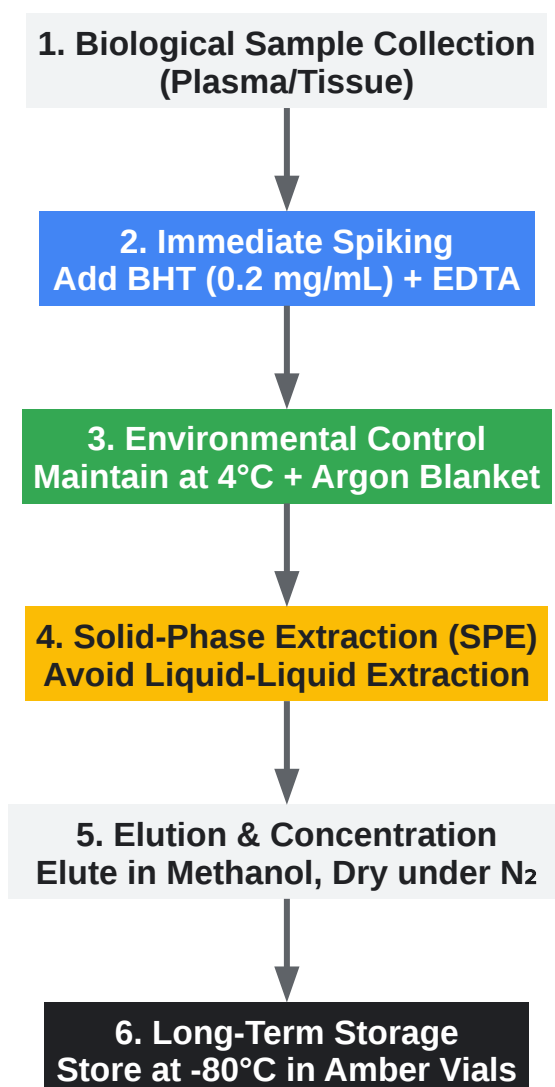 1. Biological Sample Collection
(Plasma/Tissue)
2. Immediate Spiking
Add BHT (0.2 mg/mL) + EDTA
3. Environmental Control
Maintain at 4°C + Argon Blanket
4. Solid-Phase Extraction (SPE)
Avoid Liquid-Liquid Extraction
5. Elution & Concentration
Elute in Methanol, Dry under N₂
6. Long-Term Storage
Store at -80°C in Amber Vials